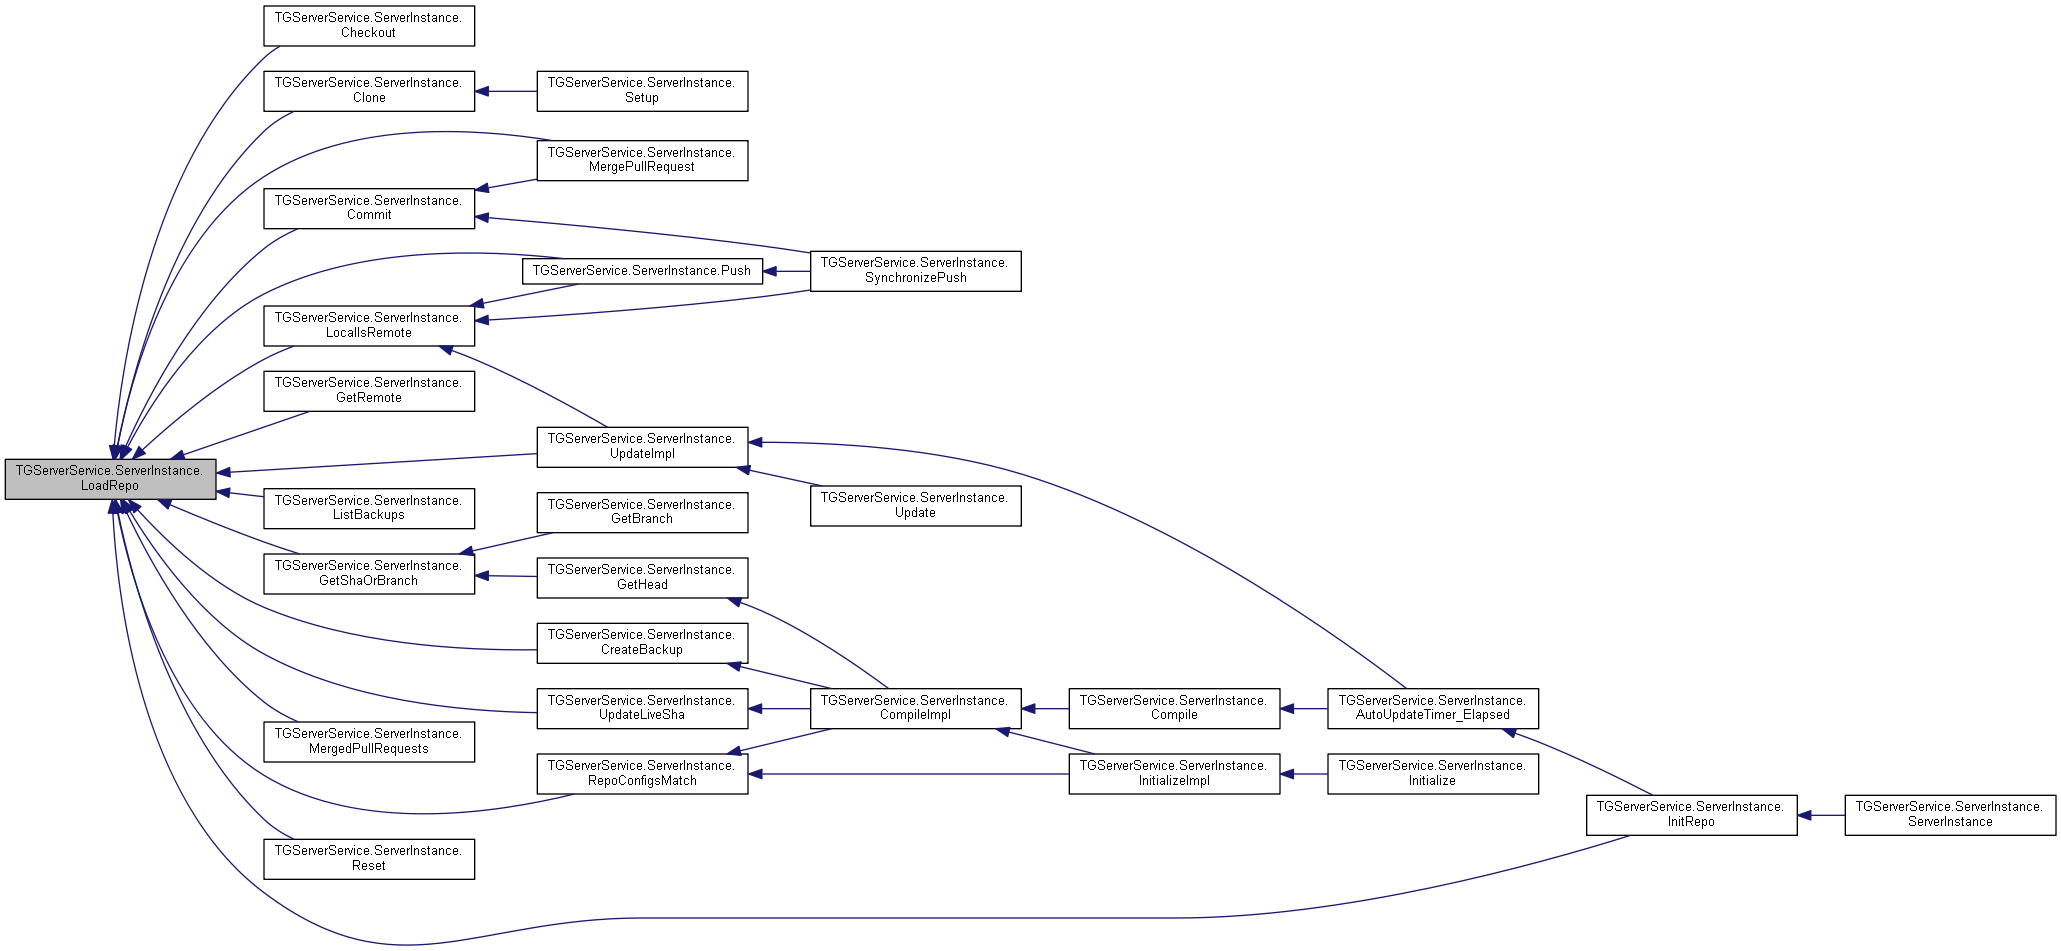 TGServerService.ServerInstance.
Checkout
TGServerService.ServerInstance.
Clone
TGServerService.ServerInstance.
Setup
TGServerService.ServerInstance.
MergePullRequest
TGServerService.ServerInstance.
Commit
TGServerService.ServerInstance.Push
TGServerService.ServerInstance.
SynchronizePush
TGServerService.ServerInstance.
LocalIsRemote
TGServerService.ServerInstance.
GetRemote
TGServerService.ServerInstance.
UpdateImpl
TGServerService.ServerInstance.
LoadRepo
TGServerService.ServerInstance.
ListBackups
TGServerService.ServerInstance.
Update
TGServerService.ServerInstance.
GetBranch
TGServerService.ServerInstance.
GetShaOrBranch
TGServerService.ServerInstance.
GetHead
TGServerService.ServerInstance.
CreateBackup
TGServerService.ServerInstance.
UpdateLiveSha
TGServerService.ServerInstance.
CompileImpl
TGServerService.ServerInstance.
Compile
TGServerService.ServerInstance.
AutoUpdateTimer_Elapsed
TGServerService.ServerInstance.
MergedPullRequests
TGServerService.ServerInstance.
RepoConfigsMatch
TGServerService.ServerInstance.
InitializeImpl
TGServerService.ServerInstance.
Initialize
TGServerService.ServerInstance.
InitRepo
TGServerService.ServerInstance.
ServerInstance
TGServerService.ServerInstance.
Reset